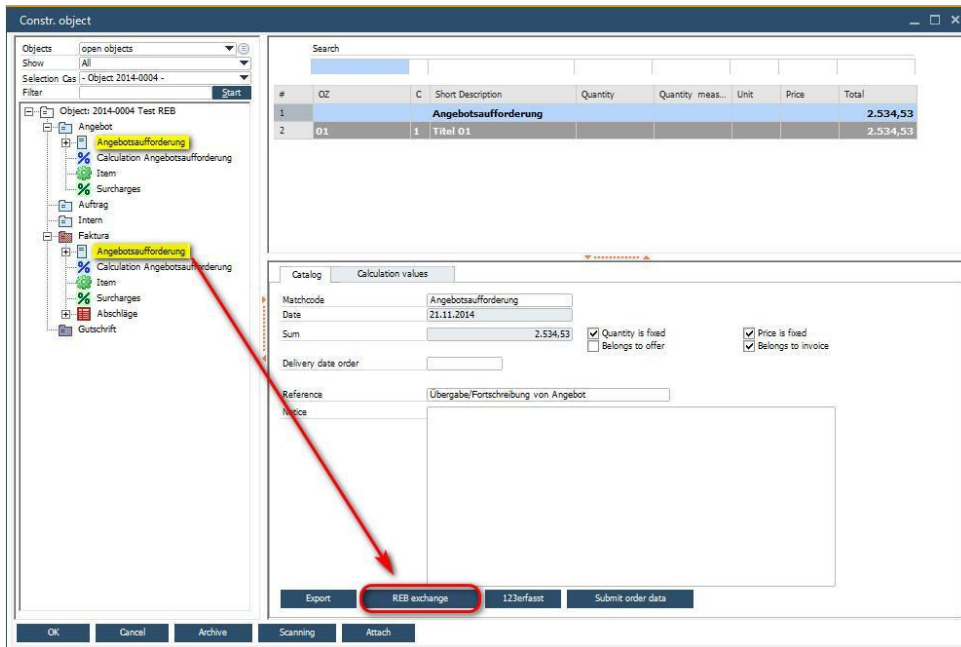 Constr. object
Objects open objects
Show All
Selection Cas - Object 2014-0004 -
Filter Start
Object: 2014-0004 Test REB
Angebot
Angebotsaufforderung
Calculation Angebotsaufforderung
Item
Surcharges
Auftrag
Intern
Faktura
Angebotsaufforderung
Calculation Angebotsaufforderung
Item
Surcharges
Abschläge
Gutschrift
Search
# OZ C Short Description Quantity Quantity meas... Unit Price Total
1 Angebotsaufforderung 2.534,53
2 01 1 Titel 01 2.534,53
Catalog Calculation values
Matchcode Angebotsaufforderung
Date 21.11.2014
Sum 2.534,53 Quantity is fixed Price is fixed
Belongs to offer Belongs to invoice
Delivery date order
Reference Übergabe/Fortschreibung von Angebot
Notice
Export REB exchange 123erfasst Submit order data
OK Cancel Archive Scanning Attach